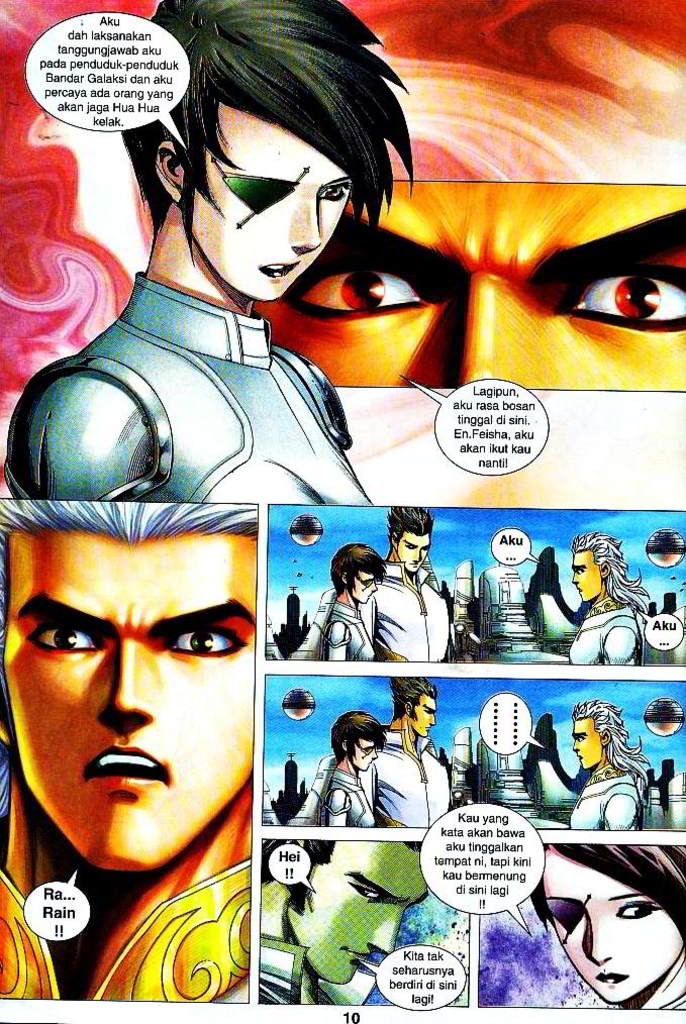 Aku
dah laksanakan
tanggungjawab aku
pada penduduk-penduduk
Bandar Galaksi dan aku
percaya ada orang yang
akan jaga Hua Hua
kelak.
Lagipun,
aku rasa bosan
tinggal di sini.
En.Feisha, aku
akan ikut kau
nanti!
Ra...
Rain
!!
Aku
...
Aku
...
......
Hei
!!
Kita tak
seharusnya
berdiri di sini
lagi!
Kau yang
kata akan bawa
aku tinggalkan
tempat ni, tapi kini
kau bermenung
di sini lagi
!!
10